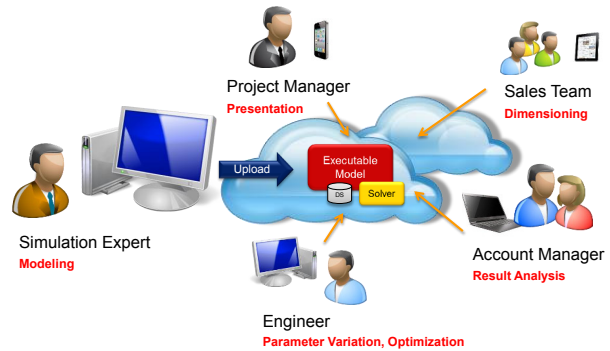 Project Manager
Presentation
Sales Team
Dimensioning
Upload
Executable
Model
DS
Solver
Simulation Expert
Modeling
Account Manager
Result Analysis
Engineer
Parameter Variation, Optimization